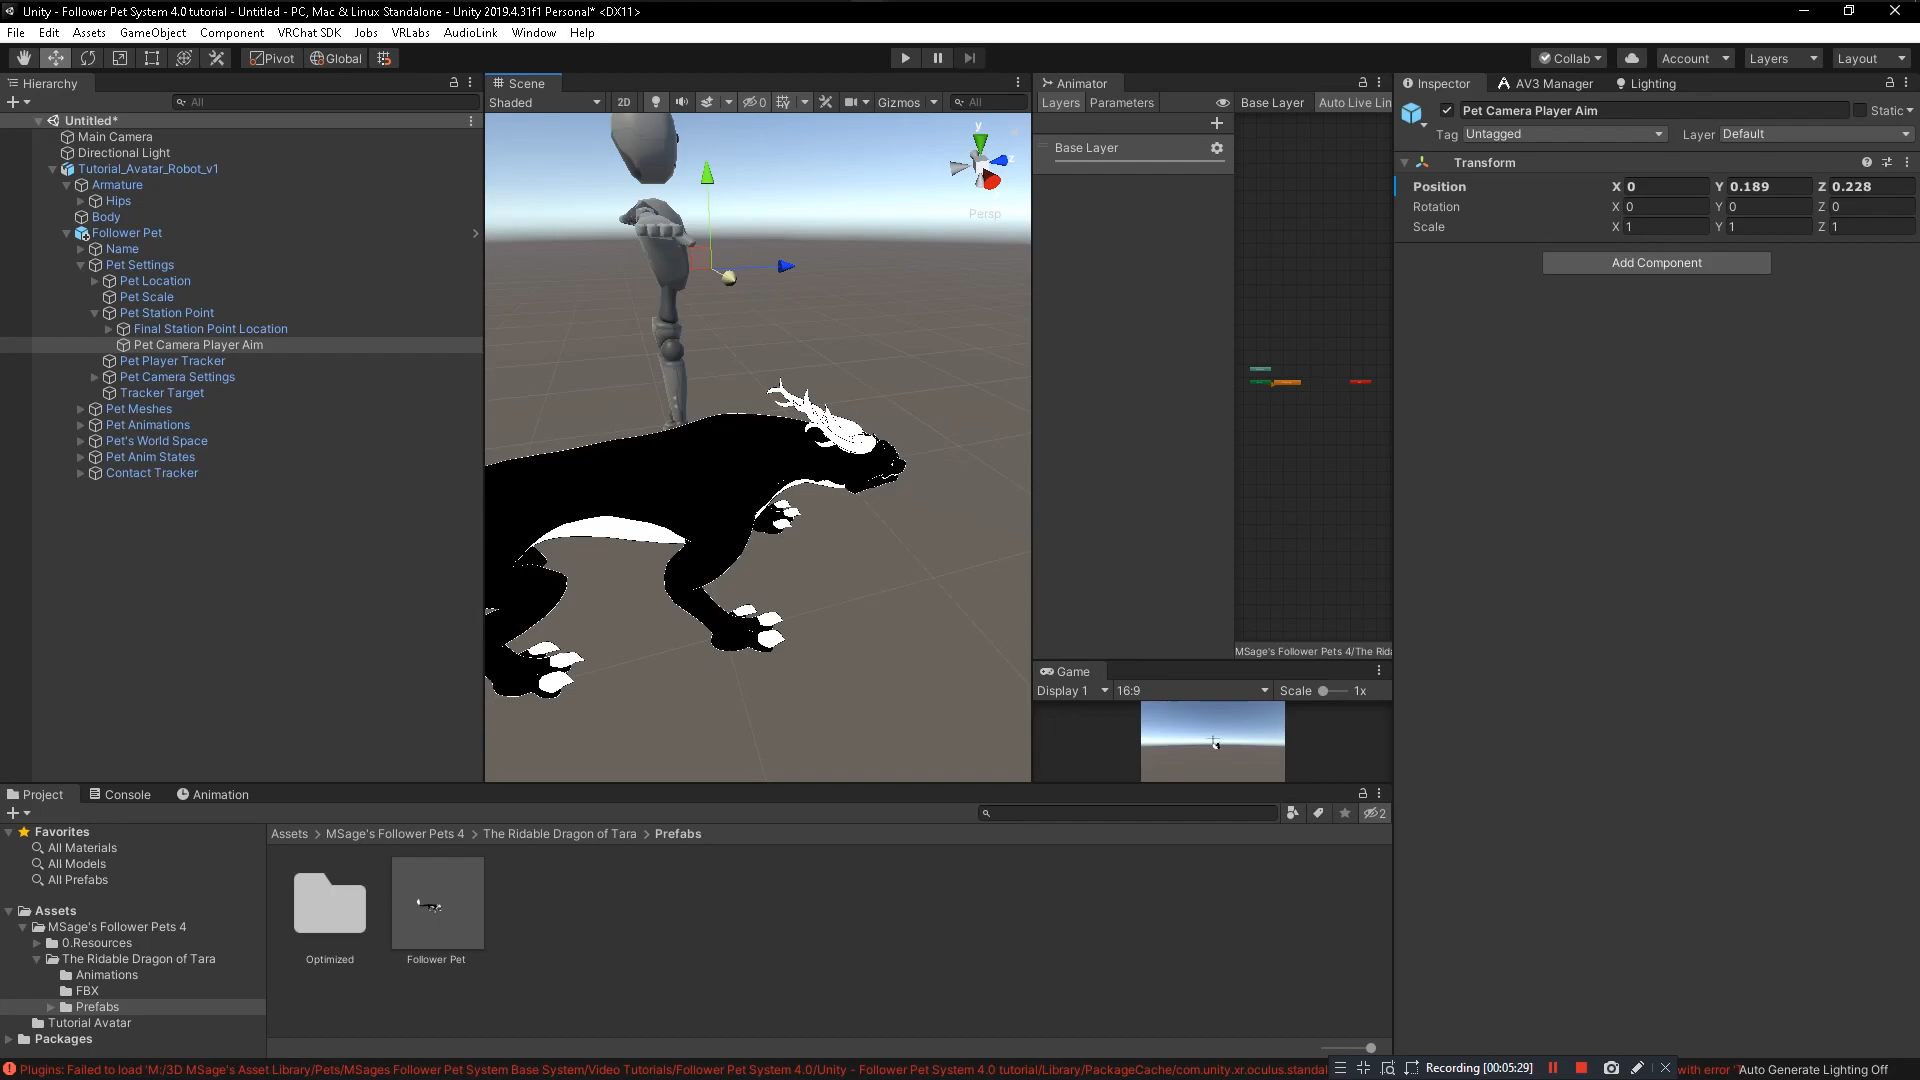 Unity - Follower Pet System 4.0 tutorial - Untitled - PC, Mac & Linux Standalone - Unity 2019.4.31f1 Personal* <DX11>
File Edit Assets GameObject Component VRChat SDK Jobs VRLabs AudioLink Window Help
Pivot Global Collab Account Layers Layout
Hierarchy
All
Untitled*
Main Camera
Directional Light
Tutorial_Avatar_Robot_v1
Armature
Hips
Body
Follower Pet
Name
Pet Settings
Pet Location
Pet Scale
Pet Station Point
Final Station Point Location
Pet Camera Player Aim
Pet Player Tracker
Pet Camera Settings
Tracker Target
Pet Meshes
Pet Animations
Pet's World Space
Pet Anim States
Contact Tracker
Scene
Shaded 2D 0 Gizmos All
y
z
Persp
Animator
Layers Parameters Base Layer Auto Live Lin
Base Layer
MSage's Follower Pets 4/The Rida
Game
Display 1 16:9 Scale 1x
Inspector AV3 Manager Lighting
Pet Camera Player Aim Static
Tag Untagged Layer Default
Transform
Position X 0 Y 0.189 Z 0.228
Rotation X 0 Y 0 Z 0
Scale X 1 Y 1 Z 1
Add Component
Project Console Animation
2
Favorites
All Materials
All Models
All Prefabs
Assets
MSage's Follower Pets 4
0.Resources
The Ridable Dragon of Tara
Animations
FBX
Prefabs
Tutorial Avatar
Packages
Assets > MSage's Follower Pets 4 > The Ridable Dragon of Tara > Prefabs
Optimized
Follower Pet
Plugins: Failed to load 'M:/3D MSage's Asset Library/Pets/MSages Follower Pet System Base System/Video Tutorials/Follower Pet System 4.0/Unity - Follower Pet System 4.0 tutorial/Library/PackageCache/com.unity.xr.oculus.standal
Recording [00:05:29]
with error 'T
Auto Generate Lighting Off